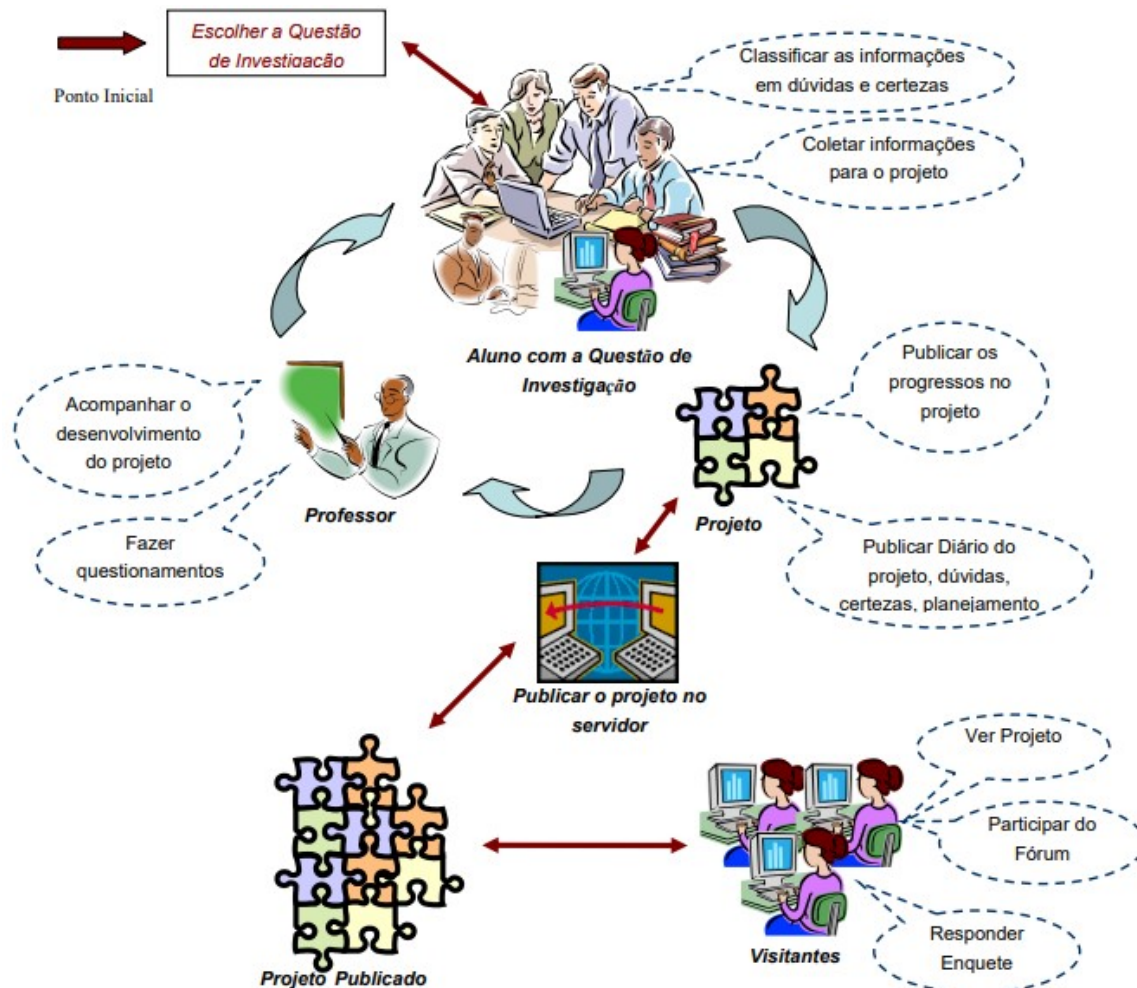 Escolher a Questão
de Investigação
Ponto Inicial
Classificar as informações
em dúvidas e certezas
Coletar informações
para o projeto
Aluno com a Questão de
Investigação
Publicar os
progressos no
projeto
Acompanhar o
desenvolvimento
do projeto
Professor
Projeto
Fazer
questionamentos
Publicar Diário do
projeto, dúvidas,
certezas, planejamento
Publicar o projeto no
servidor
Ver Projeto
Participar do
Fórum
Responder
Enquete
Visitantes
Projeto Publicado